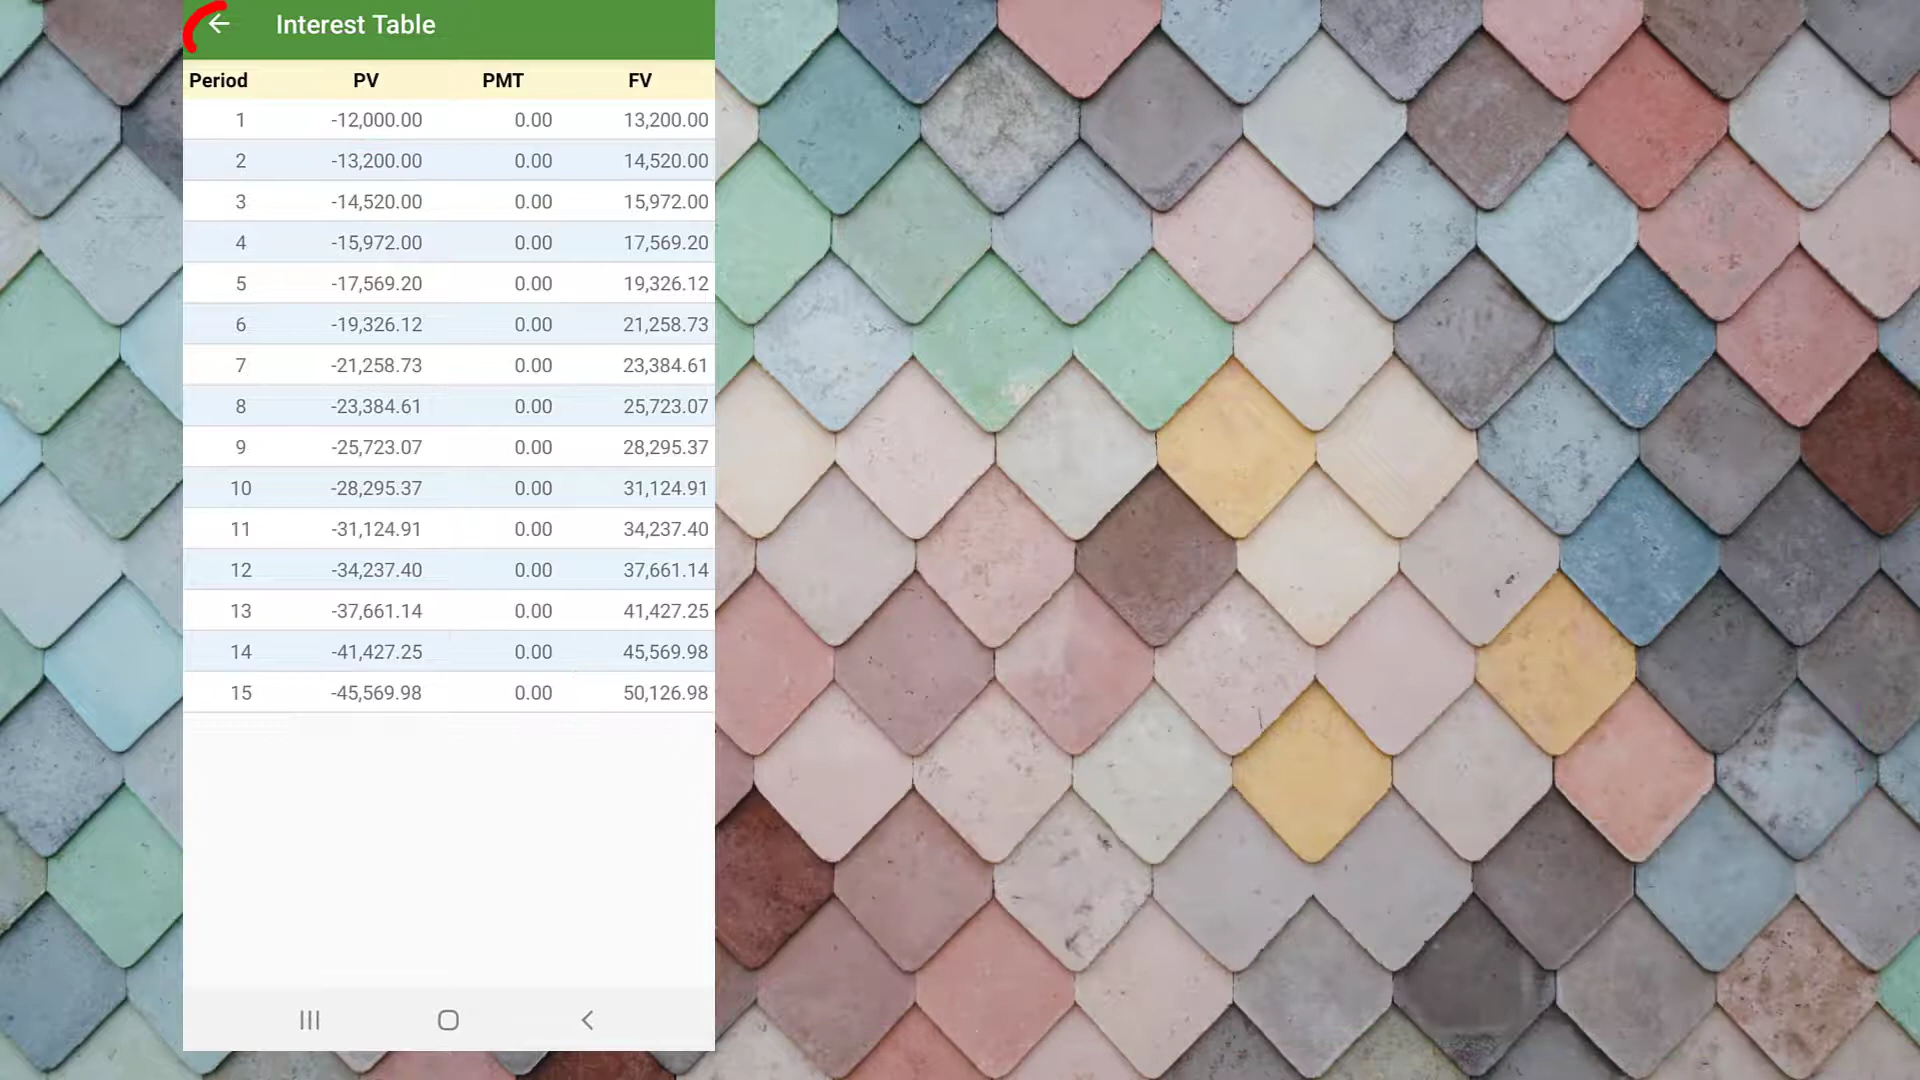 Interest Table
Period PV PMT FV
1 -12,000.00 0.00 13,200.00
2 -13,200.00 0.00 14,520.00
3 -14,520.00 0.00 15,972.00
4 -15,972.00 0.00 17,569.20
5 -17,569.20 0.00 19,326.12
6 -19,326.12 0.00 21,258.73
7 -21,258.73 0.00 23,384.61
8 -23,384.61 0.00 25,723.07
9 -25,723.07 0.00 28,295.37
10 -28,295.37 0.00 31,124.91
11 -31,124.91 0.00 34,237.40
12 -34,237.40 0.00 37,661.14
13 -37,661.14 0.00 41,427.25
14 -41,427.25 0.00 45,569.98
15 -45,569.98 0.00 50,126.98